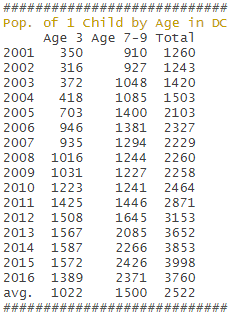 ############################
Pop. of 1 Child by Age in DC
Age 3 Age 7-9 Total
2001 350 910 1260
2002 316 927 1243
2003 372 1048 1420
2004 418 1085 1503
2005 703 1400 2103
2006 946 1381 2327
2007 935 1294 2229
2008 1016 1244 2260
2009 1031 1227 2258
2010 1223 1241 2464
2011 1425 1446 2871
2012 1508 1645 3153
2013 1567 2085 3652
2014 1587 2266 3853
2015 1572 2426 3998
2016 1389 2371 3760
avg. 1022 1500 2522
############################